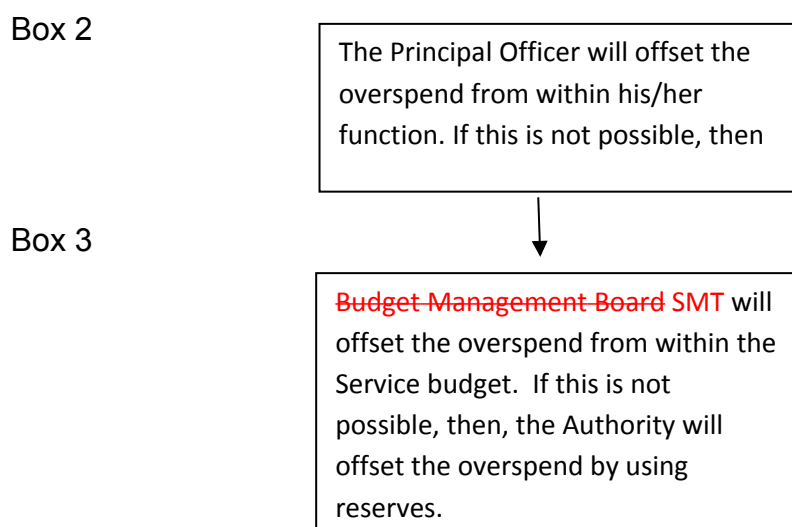 Box 2
The Principal Officer will offset the
overspend from within his/her
function. If this is not possible, then
Box 3
Budget Management Board SMT will
offset the overspend from within the
Service budget.  If this is not
possible, then, the Authority will
offset the overspend by using
reserves.